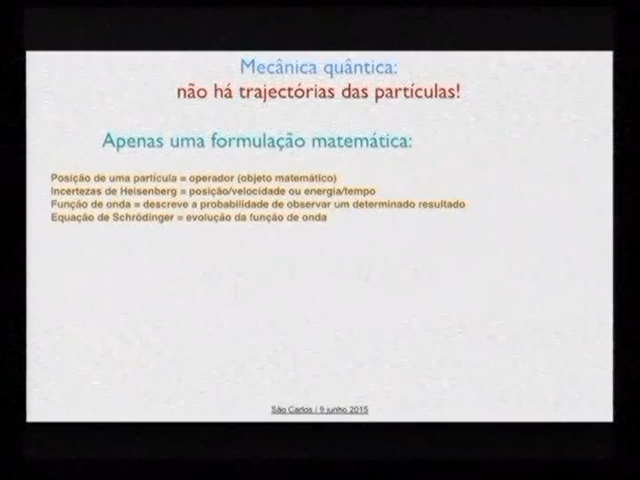 Mecânica quântica:
não há trajectórias das partículas!
Apenas uma formulação matemática:
Posição de uma partícula = operador (objeto matemático)
Incertezas de Heisenberg = posição/velocidade ou energia/tempo
Função de onda = descreve a probabilidade de observar um determinado resultado
Equação de Schrödinger = evolução da função de onda
São Carlos / 9 junho 2015